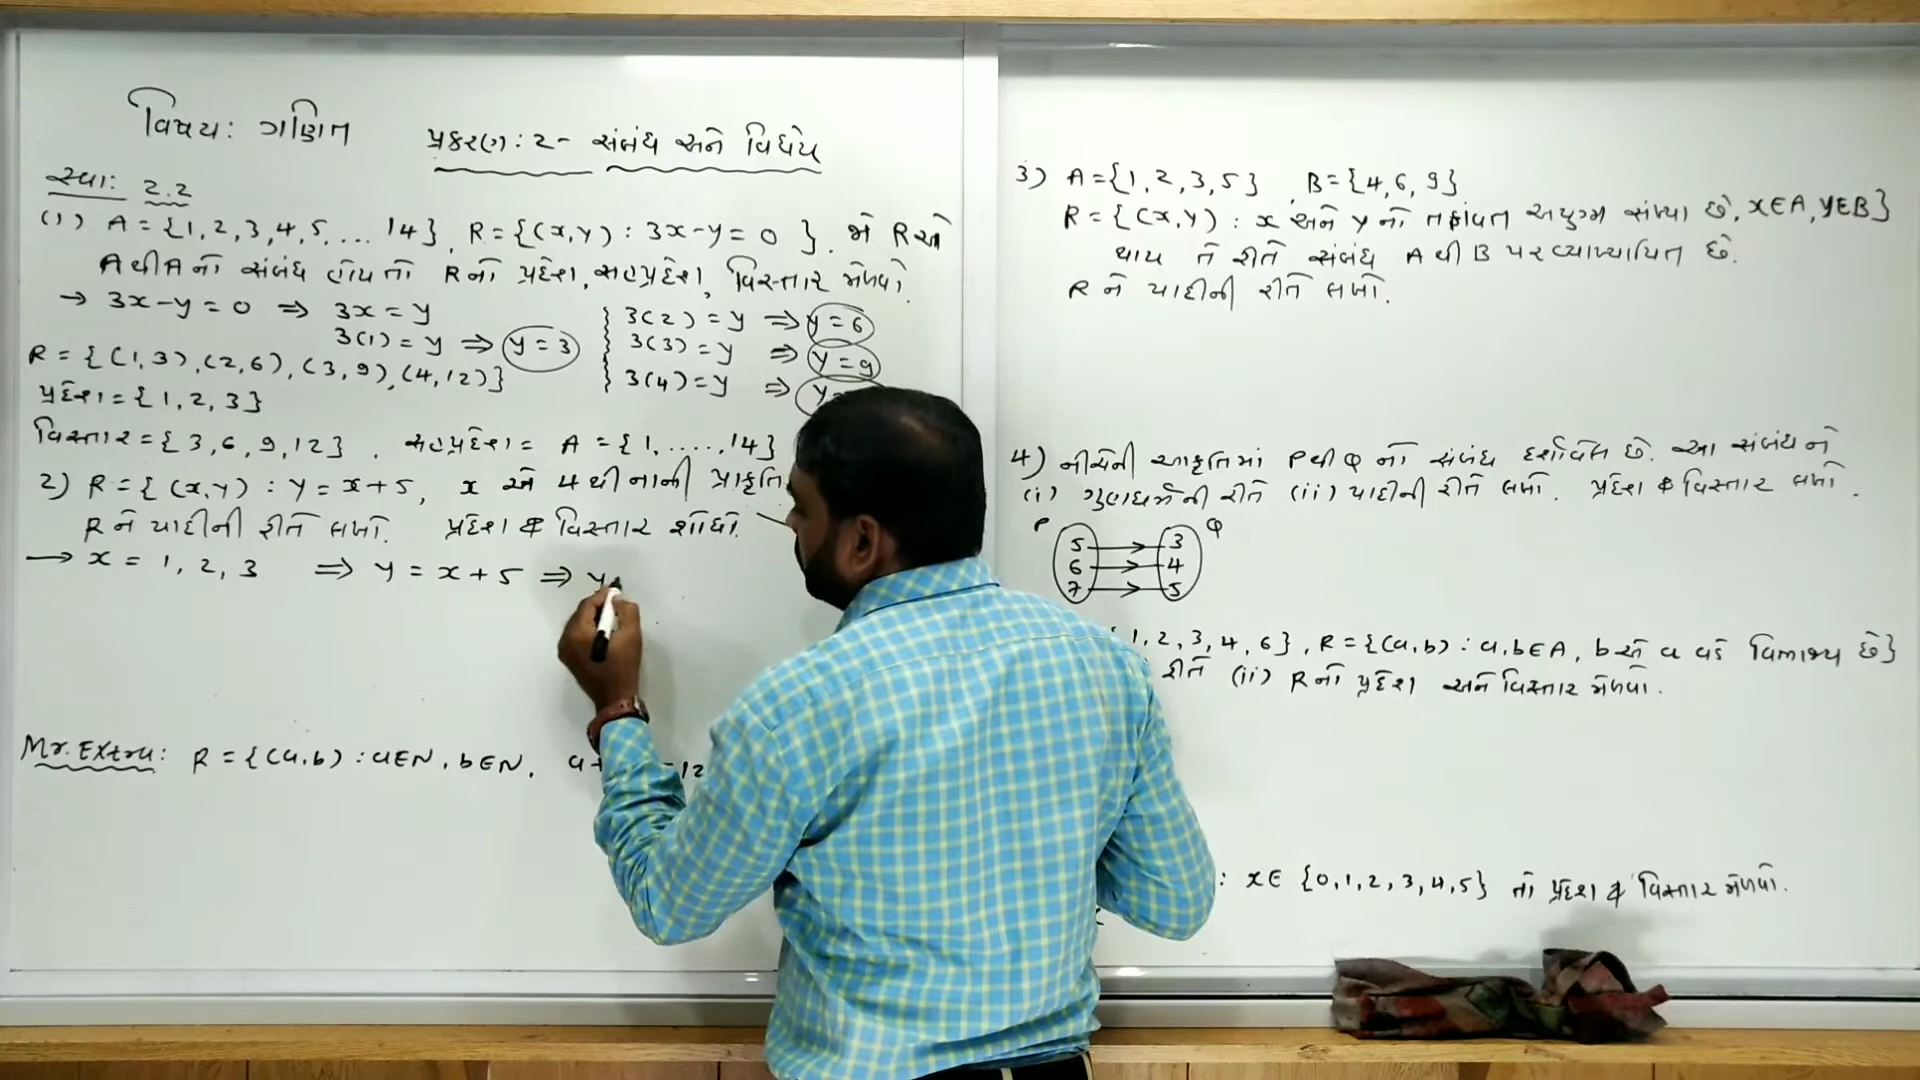 વિષય: ગણિત
પ્રકરણ: 2 - સંબંધ અને વિધેય
સ્વા: 2.2
(1) A = {1, 2, 3, 4, 5, ... 14}, R = {(x,y) : 3x-y = 0 }. જો R એ
A થી A નો સંબંધ હોય તો R નો પ્રદેશ, સહપ્રદેશ, વિસ્તાર મેળવો.
→ 3x-y = 0 ⇒ 3x = y
3(1) = y ⇒ y = 3
3(2) = y ⇒ y = 6
3(3) = y ⇒ y = 9
3(4) = y ⇒ y
R = {(1,3), (2,6), (3,9), (4,12)}
પ્રદેશ = {1, 2, 3}
વિસ્તાર = {3, 6, 9, 12}. સહપ્રદેશ = A = {1, ....., 14}
2) R = { (x,y) : y = x+5, x એ 4 થી નાની પ્રાકૃતિ
R ને યાદીની રીતે લખો. પ્રદેશ & વિસ્તાર શોધો.
→ x = 1, 2, 3 ⇒ y = x + 5 ⇒ y
Mr. Extra: R = {(a,b) : a∈N, b∈N, a+ =12
3) A = {1, 2, 3, 5}, B = {4, 6, 9}
R = {(x,y) : x અને y નો તફાવત અયુગ્મ સંખ્યા છે, x∈A, y∈B}
થાય તે રીતે સંબંધ A થી B પર વ્યાખ્યાયિત છે.
R ને યાદીની રીતે લખો.
4) નીચેની આકૃતિમાં P થી Q નો સંબંધ દર્શાવેલ છે. આ સંબંધને
(i) ગુણધર્મની રીતે (ii) યાદીની રીતે લખો. પ્રદેશ & વિસ્તાર લખો.
P Q
5 → 3
6 → 4
7 → 5
1, 2, 3, 4, 6}, R = {(a,b) : a,b∈A, b એ a વડે વિભાજ્ય છે}
રીતે (ii) R નો પ્રદેશ અને વિસ્તાર મેળવો.
: x∈ {0, 1, 2, 3, 4, 5} તો પ્રદેશ & વિસ્તાર મેળવો.